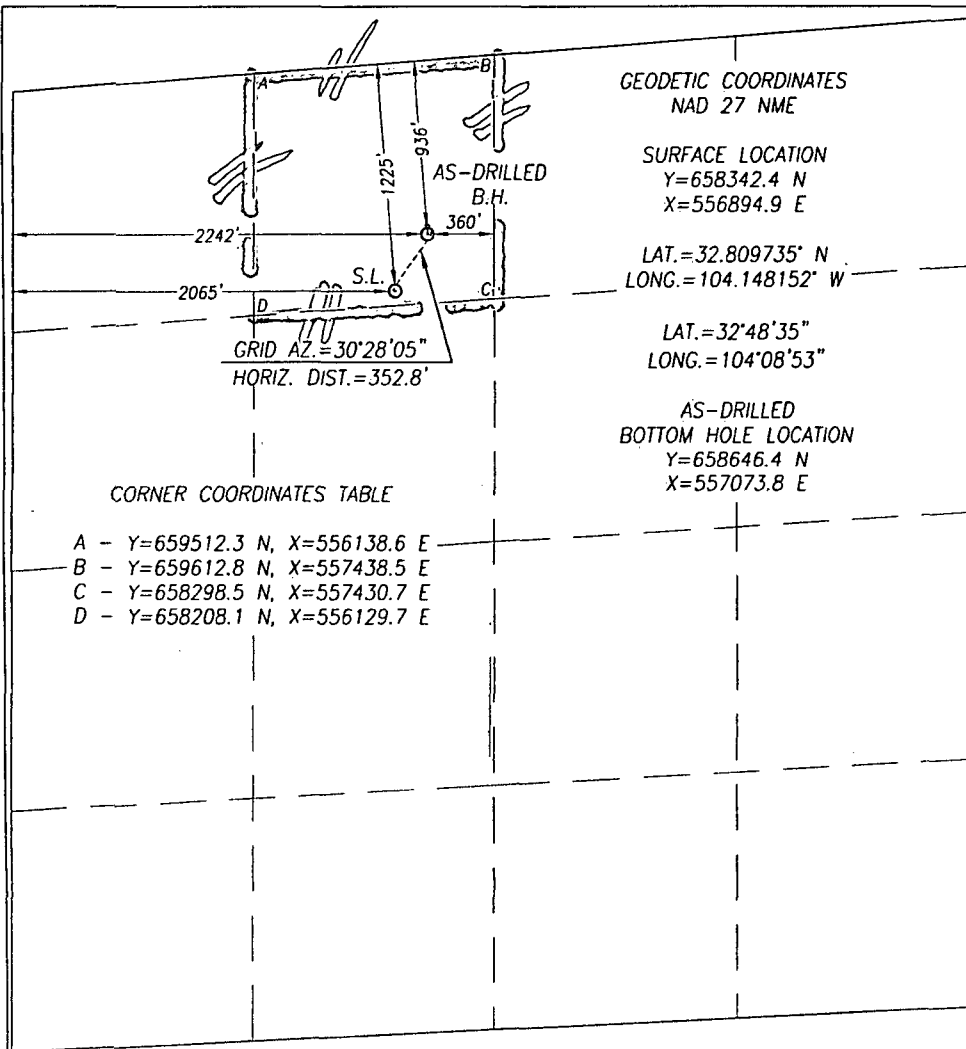 A
B
1225'
936'
AS-DRILLED
B.H.
2242'
360'
2065'
S.L.
D
C
GRID AZ.=30°28'05"
HORIZ. DIST.=352.8'
GEODETIC COORDINATES
NAD 27 NME
SURFACE LOCATION
Y=658342.4 N
X=556894.9 E
LAT.=32.809735° N
LONG.=104.148152° W
LAT.=32°48'35"
LONG.=104°08'53"
AS-DRILLED
BOTTOM HOLE LOCATION
Y=658646.4 N
X=557073.8 E
CORNER COORDINATES TABLE
A - Y=659512.3 N, X=556138.6 E
B - Y=659612.8 N, X=557438.5 E
C - Y=658298.5 N, X=557430.7 E
D - Y=658208.1 N, X=556129.7 E